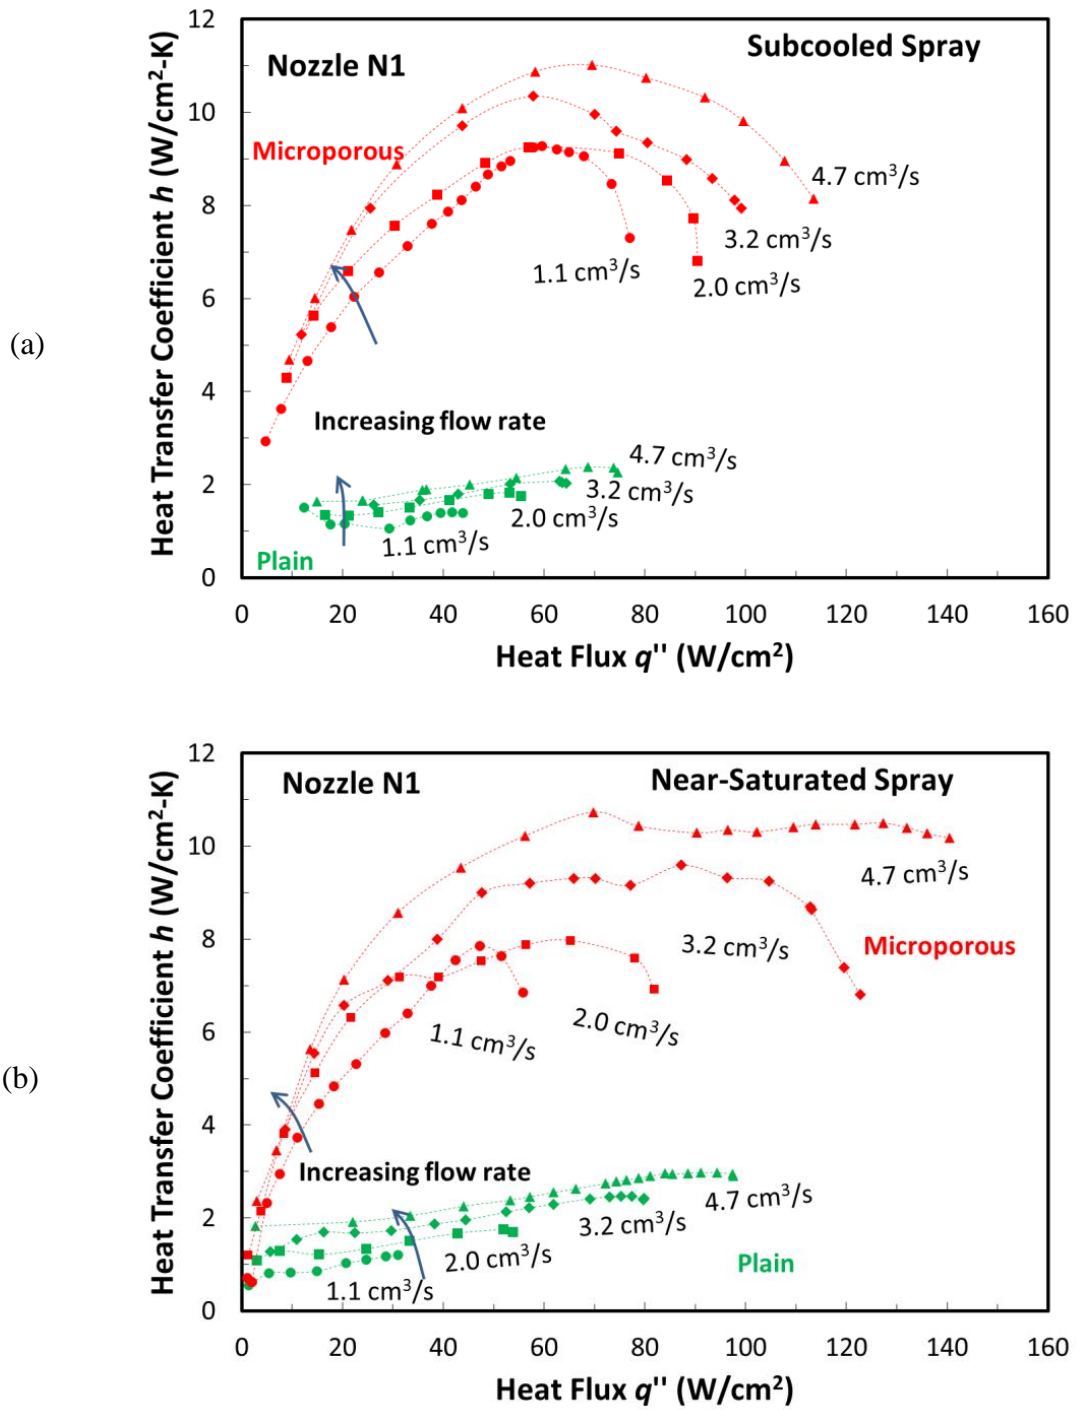 (a)
Heat Transfer Coefficient h (W/cm²-K)
12
10
8
6
4
2
0
Nozzle N1
Subcooled Spray
Microporous
4.7 cm³/s
3.2 cm³/s
1.1 cm³/s
2.0 cm³/s
Increasing flow rate
4.7 cm³/s
3.2 cm³/s
2.0 cm³/s
1.1 cm³/s
Plain
0 20 40 60 80 100 120 140 160
Heat Flux q'' (W/cm²)
(b)
Heat Transfer Coefficient h (W/cm²-K)
12
10
8
6
4
2
0
Nozzle N1
Near-Saturated Spray
4.7 cm³/s
3.2 cm³/s
Microporous
2.0 cm³/s
1.1 cm³/s
Increasing flow rate
4.7 cm³/s
3.2 cm³/s
2.0 cm³/s
Plain
1.1 cm³/s
0 20 40 60 80 100 120 140 160
Heat Flux q'' (W/cm²)